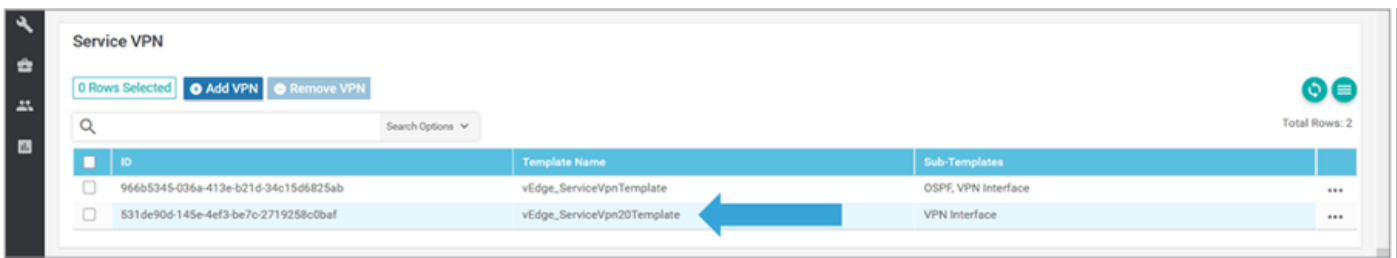 Service VPN
0 Rows Selected Add VPN Remove VPN
Search Options
Total Rows: 2
ID Template Name Sub-Templates
966b5345-036a-413e-b21d-34c15d6825ab vEdge_ServiceVpnTemplate OSPF, VPN Interface
531de90d-145e-4ef3-be7c-2719258c0baf vEdge_ServiceVpn20Template VPN Interface